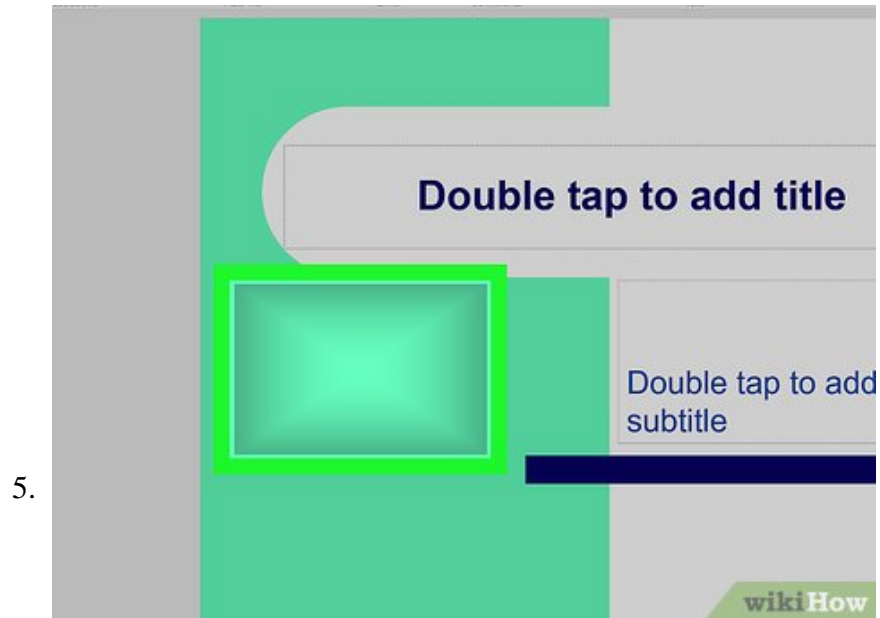 Double tap to add title
Double tap to add
subtitle
5.
wikiHow